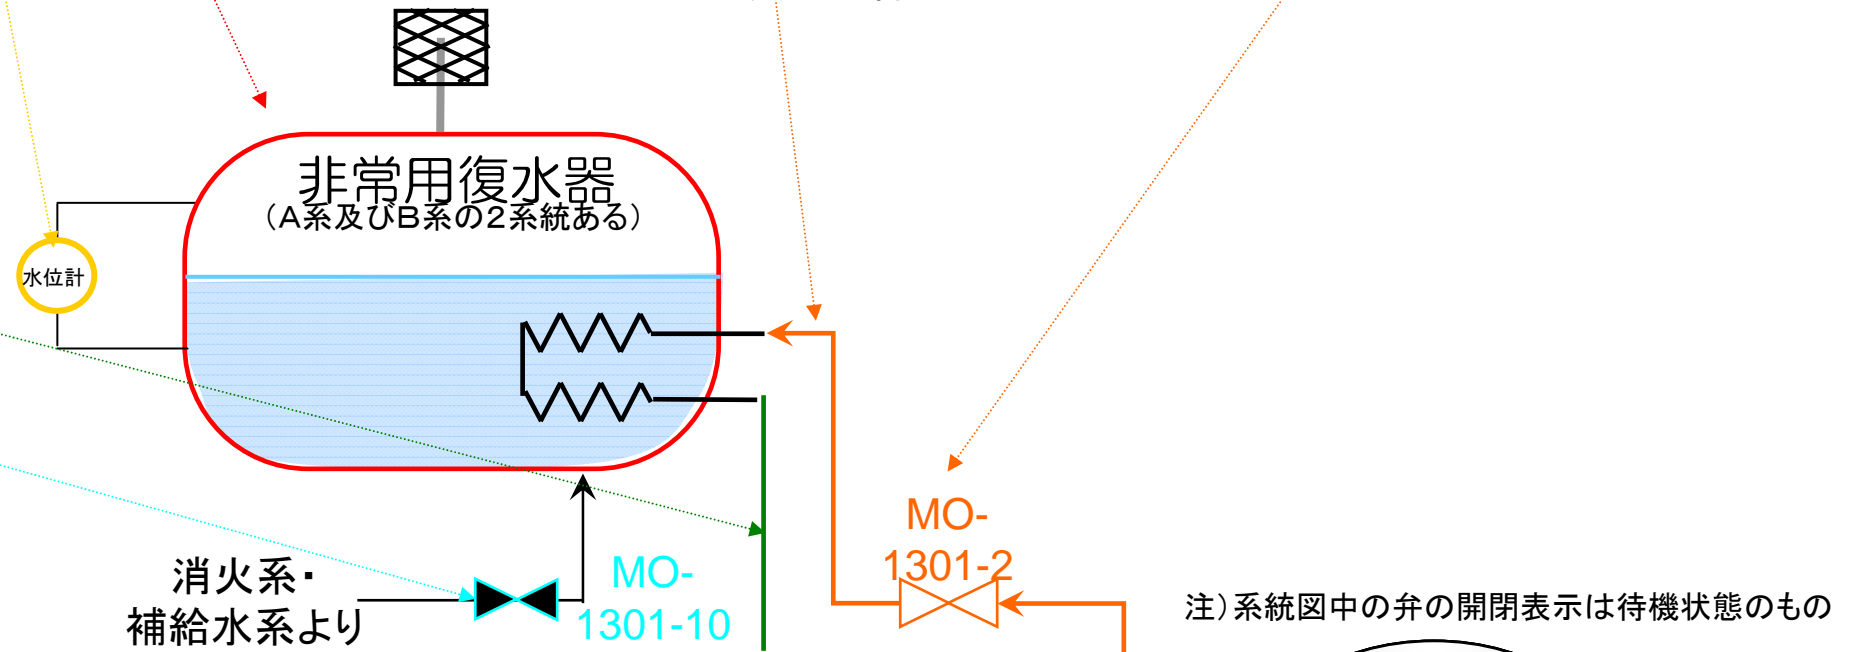 非常用復水器
（A系及びB系の2系統ある）
水位計
MO-
1301-2
消火系・
補給水系より
MO-
1301-10
注）系統図中の弁の開閉表示は待機状態のもの